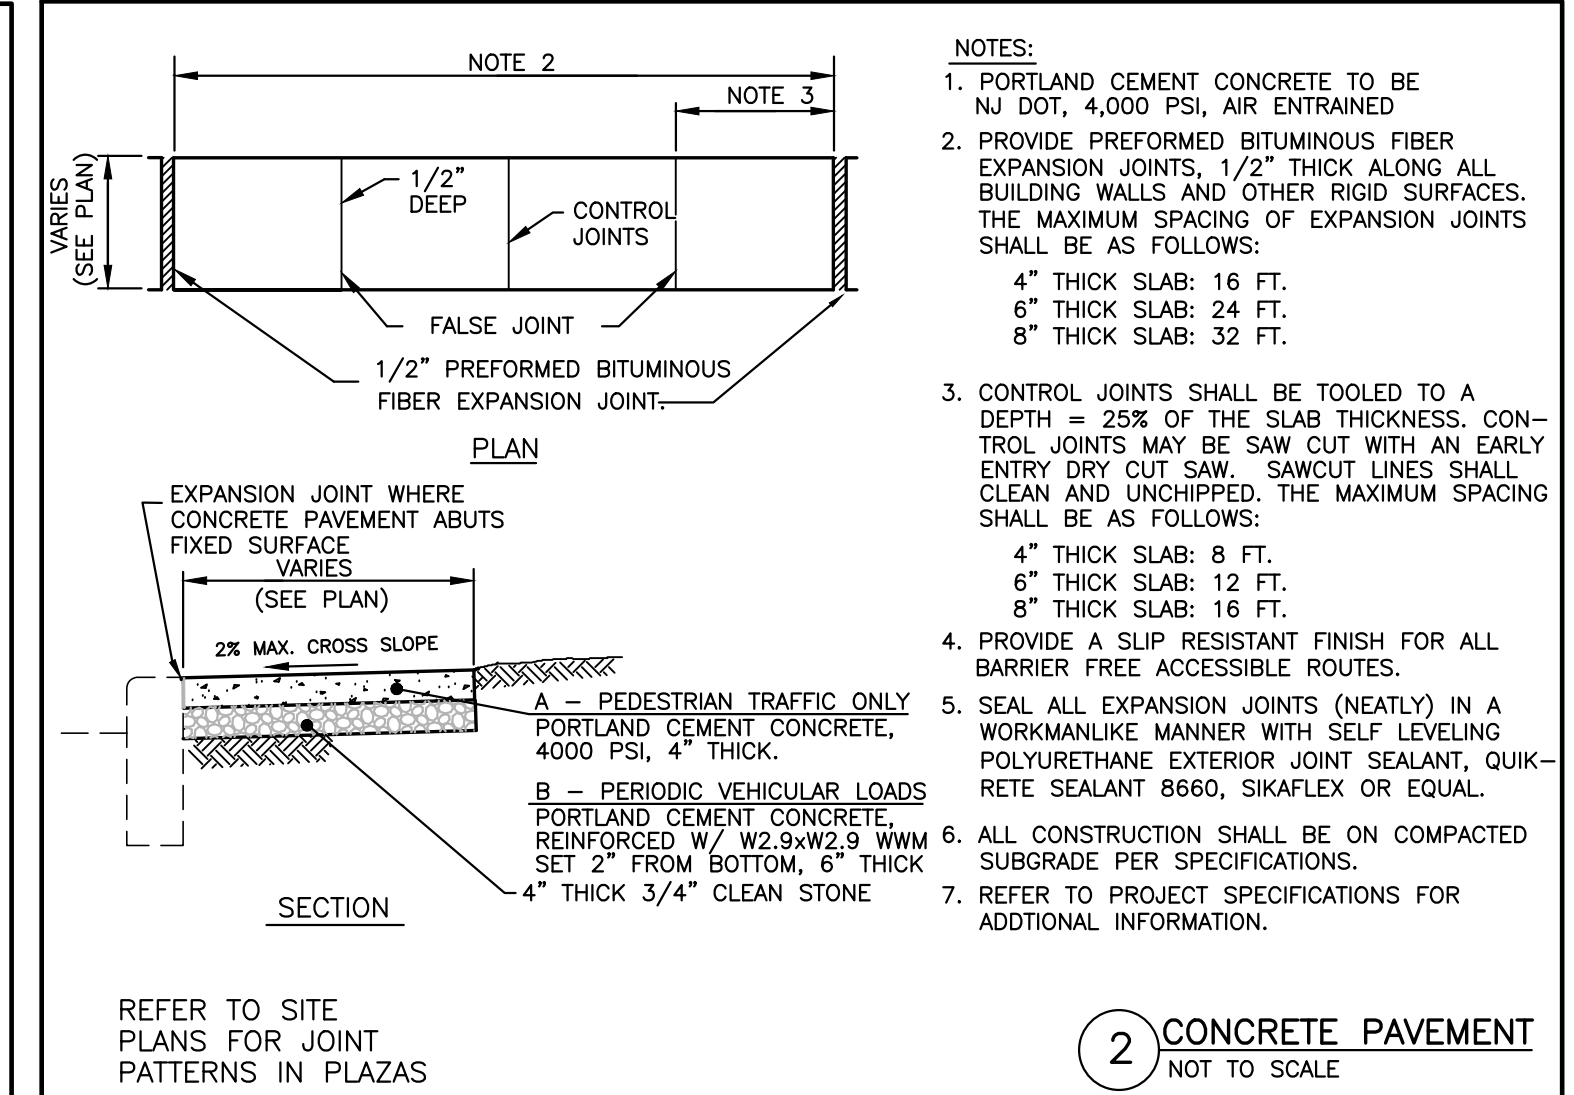 NOTE 2
NOTE 3
VARIES
(SEE PLAN)
1/2"
DEEP
CONTROL
JOINTS
FALSE JOINT
1/2" PREFORMED BITUMINOUS
FIBER EXPANSION JOINT.
PLAN
EXPANSION JOINT WHERE
CONCRETE PAVEMENT ABUTS
FIXED SURFACE
VARIES
(SEE PLAN)
2% MAX. CROSS SLOPE
A – PEDESTRIAN TRAFFIC ONLY
PORTLAND CEMENT CONCRETE,
4000 PSI, 4" THICK.
B – PERIODIC VEHICULAR LOADS
PORTLAND CEMENT CONCRETE,
REINFORCED W/ W2.9xW2.9 WWM
SET 2" FROM BOTTOM, 6" THICK
4" THICK 3/4" CLEAN STONE
SECTION
REFER TO SITE
PLANS FOR JOINT
PATTERNS IN PLAZAS
NOTES:
1. PORTLAND CEMENT CONCRETE TO BE
NJ DOT, 4,000 PSI, AIR ENTRAINED
2. PROVIDE PREFORMED BITUMINOUS FIBER
EXPANSION JOINTS, 1/2" THICK ALONG ALL
BUILDING WALLS AND OTHER RIGID SURFACES.
THE MAXIMUM SPACING OF EXPANSION JOINTS
SHALL BE AS FOLLOWS:
4" THICK SLAB: 16 FT.
6" THICK SLAB: 24 FT.
8" THICK SLAB: 32 FT.
3. CONTROL JOINTS SHALL BE TOOLED TO A
DEPTH = 25% OF THE SLAB THICKNESS. CON–
TROL JOINTS MAY BE SAW CUT WITH AN EARLY
ENTRY DRY CUT SAW. SAWCUT LINES SHALL
CLEAN AND UNCHIPPED. THE MAXIMUM SPACING
SHALL BE AS FOLLOWS:
4" THICK SLAB: 8 FT.
6" THICK SLAB: 12 FT.
8" THICK SLAB: 16 FT.
4. PROVIDE A SLIP RESISTANT FINISH FOR ALL
BARRIER FREE ACCESSIBLE ROUTES.
5. SEAL ALL EXPANSION JOINTS (NEATLY) IN A
WORKMANLIKE MANNER WITH SELF LEVELING
POLYURETHANE EXTERIOR JOINT SEALANT, QUIK–
RETE SEALANT 8660, SIKAFLEX OR EQUAL.
6. ALL CONSTRUCTION SHALL BE ON COMPACTED
SUBGRADE PER SPECIFICATIONS.
7. REFER TO PROJECT SPECIFICATIONS FOR
ADDTIONAL INFORMATION.
2 CONCRETE PAVEMENT
NOT TO SCALE